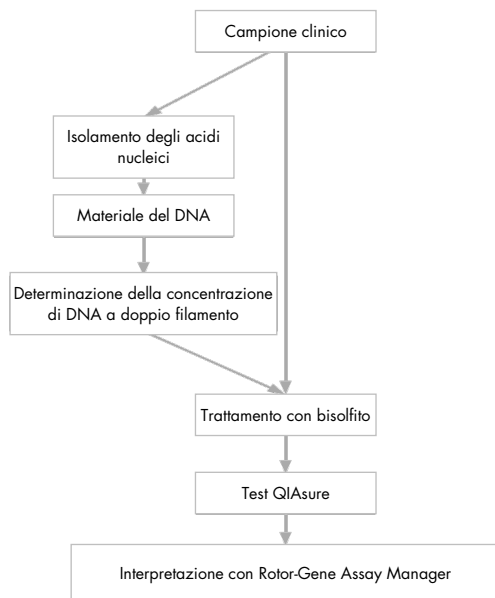 Campione clinico
Isolamento degli acidi
nucleici
Materiale del DNA
Determinazione della concentrazione
di DNA a doppio filamento
Trattamento con bisolfito
Test QIAsure
Interpretazione con Rotor-Gene Assay Manager